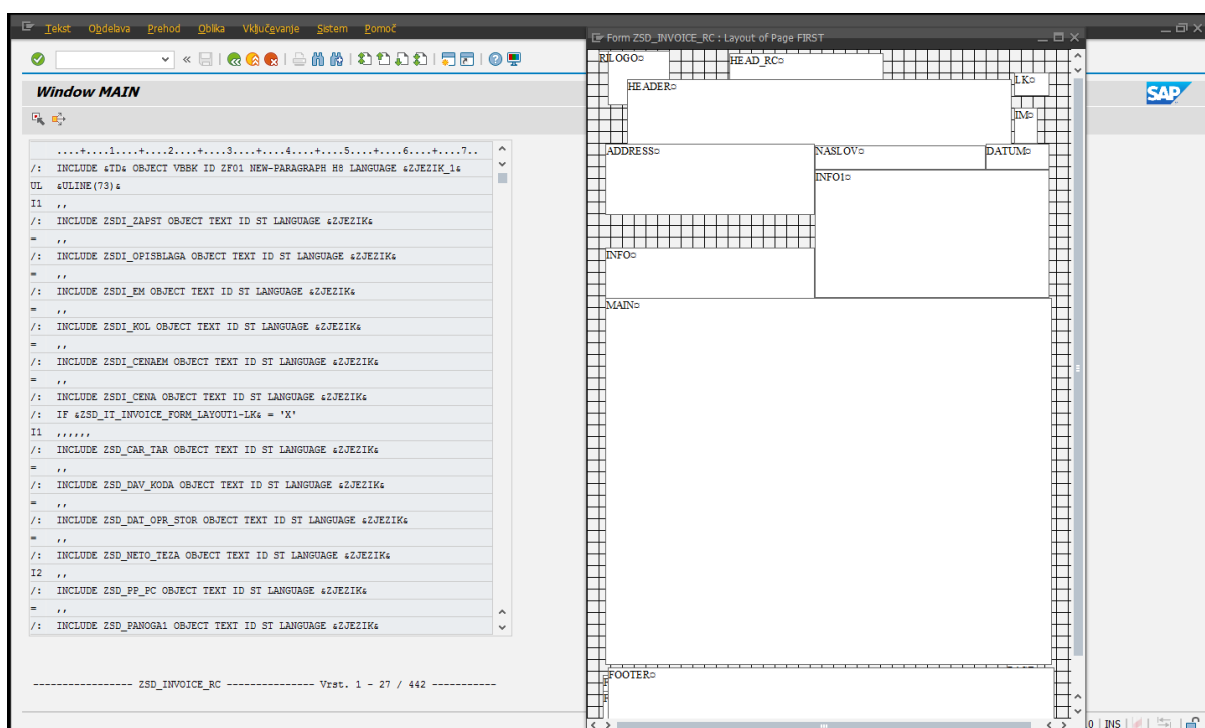 Tekst Obdelava Prehod Oblika Vključevanje Sistem Pomoč
Window MAIN
SAP
....+....1....+....2....+....3....+....4....+....5....+....6....+....7..
/: INCLUDE &TD& OBJECT VBBK ID ZF01 NEW-PARAGRAPH H8 LANGUAGE &ZJEZIK_1&
UL &ULINE(73)&
I1 ,,
/: INCLUDE ZSDI_ZAPST OBJECT TEXT ID ST LANGUAGE &ZJEZIK&
= ,,
/: INCLUDE ZSDI_OPISBLAGA OBJECT TEXT ID ST LANGUAGE &ZJEZIK&
= ,,
/: INCLUDE ZSDI_EM OBJECT TEXT ID ST LANGUAGE &ZJEZIK&
= ,,
/: INCLUDE ZSDI_KOL OBJECT TEXT ID ST LANGUAGE &ZJEZIK&
= ,,
/: INCLUDE ZSDI_CENAEM OBJECT TEXT ID ST LANGUAGE &ZJEZIK&
= ,,
/: INCLUDE ZSDI_CENA OBJECT TEXT ID ST LANGUAGE &ZJEZIK&
/: IF &ZSD_IT_INVOICE_FORM_LAYOUT1-LK& = 'X'
I1 ,,,,,,
/: INCLUDE ZSD_CAR_TAR OBJECT TEXT ID ST LANGUAGE &ZJEZIK&
= ,,
/: INCLUDE ZSD_DAV_KODA OBJECT TEXT ID ST LANGUAGE &ZJEZIK&
= ,,
/: INCLUDE ZSD_DAT_OPR_STOR OBJECT TEXT ID ST LANGUAGE &ZJEZIK&
= ,,
/: INCLUDE ZSD_NETO_TEZA OBJECT TEXT ID ST LANGUAGE &ZJEZIK&
I2 ,,
/: INCLUDE ZSD_PP_PC OBJECT TEXT ID ST LANGUAGE &ZJEZIK&
= ,,
/: INCLUDE ZSD_PANOGA1 OBJECT TEXT ID ST LANGUAGE &ZJEZIK&
----------------- ZSD_INVOICE_RC --------------- Vrst. 1 - 27 / 442 -----------
Form ZSD_INVOICE_RC : Layout of Page FIRST
LOGO
HEAD_RC
HEADER
LK
IM
ADDRESS
NASLOV
DATUM
INFO1
INFO
MAIN
FOOTER
INS